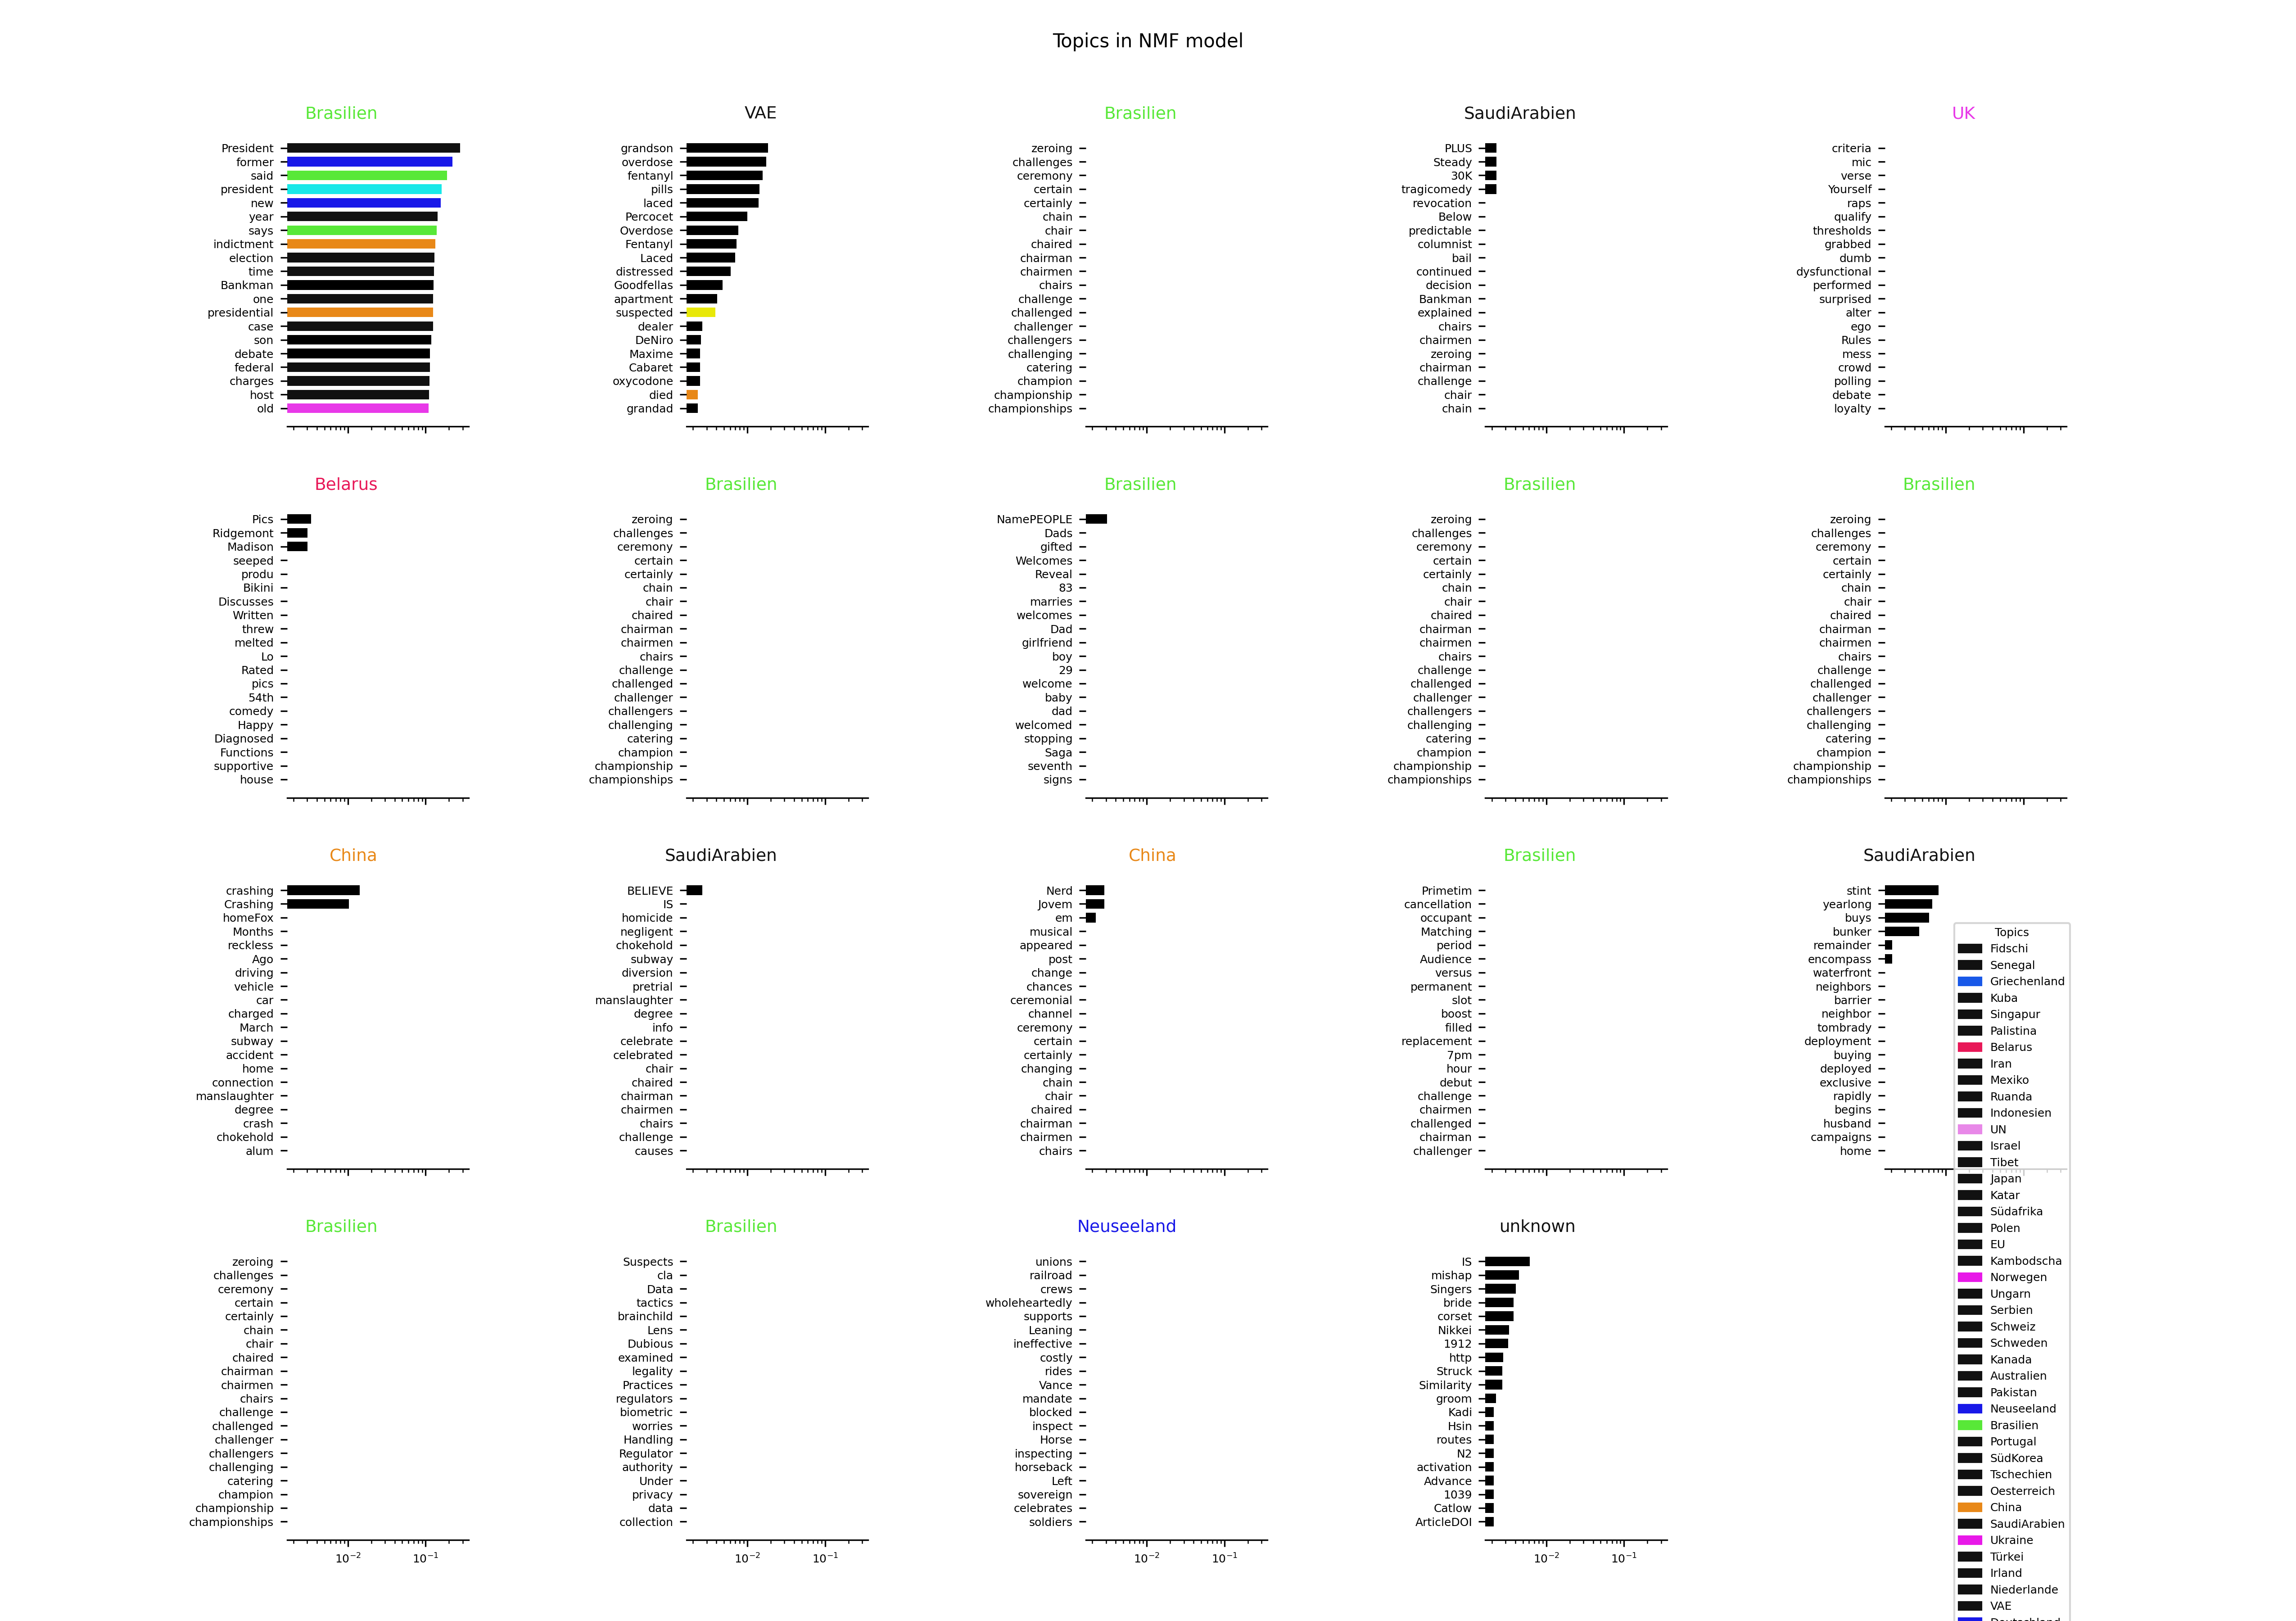 Topics in NMF model
Brasilien
President
former
said
president
new
year
says
indictment
election
time
Bankman
one
presidential
case
son
debate
federal
charges
host
old
VAE
grandson
overdose
fentanyl
pills
laced
Percocet
Overdose
Fentanyl
Laced
distressed
Goodfellas
apartment
suspected
dealer
DeNiro
Maxime
Cabaret
oxycodone
died
grandad
Brasilien
zeroing
challenges
ceremony
certain
certainly
chain
chair
chaired
chairman
chairmen
chairs
challenge
challenged
challenger
challengers
challenging
catering
champion
championship
championships
SaudiArabien
PLUS
Steady
30K
tragicomedy
revocation
Below
predictable
columnist
bail
continued
decision
Bankman
explained
chairs
chairmen
zeroing
chairman
challenge
chair
chain
UK
criteria
mic
verse
Yourself
raps
qualify
thresholds
grabbed
dumb
dysfunctional
performed
surprised
alter
ego
Rules
mess
crowd
polling
debate
loyalty
Belarus
Pics
Ridgemont
Madison
seeped
produ
Bikini
Discusses
Written
threw
melted
Lo
Rated
pics
54th
comedy
Happy
Diagnosed
Functions
supportive
house
Brasilien
zeroing
challenges
ceremony
certain
certainly
chain
chair
chaired
chairman
chairmen
chairs
challenge
challenged
challenger
challengers
challenging
catering
champion
championship
championships
Brasilien
NamePEOPLE
Dads
gifted
Welcomes
Reveal
83
marries
welcomes
Dad
girlfriend
boy
29
welcome
baby
dad
welcomed
stopping
Saga
seventh
signs
Brasilien
zeroing
challenges
ceremony
certain
certainly
chain
chair
chaired
chairman
chairmen
chairs
challenge
challenged
challenger
challengers
challenging
catering
champion
championship
championships
Brasilien
zeroing
challenges
ceremony
certain
certainly
chain
chair
chaired
chairman
chairmen
chairs
challenge
challenged
challenger
challengers
challenging
catering
champion
championship
championships
China
crashing
Crashing
homeFox
Months
reckless
Ago
driving
vehicle
car
charged
March
subway
accident
home
connection
manslaughter
degree
crash
chokehold
alum
SaudiArabien
BELIEVE
IS
homicide
negligent
chokehold
subway
diversion
pretrial
manslaughter
degree
info
celebrate
celebrated
chair
chaired
chairman
chairmen
chairs
challenge
causes
China
Nerd
Jovem
em
musical
appeared
post
change
chances
ceremonial
channel
ceremony
certain
certainly
changing
chain
chair
chaired
chairman
chairmen
chairs
Brasilien
Primetim
cancellation
occupant
Matching
period
Audience
versus
permanent
slot
boost
filled
replacement
7pm
hour
debut
challenge
chairmen
challenged
chairman
challenger
SaudiArabien
stint
yearlong
buys
bunker
remainder
encompass
waterfront
neighbors
barrier
neighbor
tombrady
deployment
buying
deployed
exclusive
rapidly
begins
husband
campaigns
home
Brasilien
zeroing
challenges
ceremony
certain
certainly
chain
chair
chaired
chairman
chairmen
chairs
challenge
challenged
challenger
challengers
challenging
catering
champion
championship
championships
10⁻² 10⁻¹
Brasilien
Suspects
cla
Data
tactics
brainchild
Lens
Dubious
examined
legality
Practices
regulators
biometric
worries
Handling
Regulator
authority
Under
privacy
data
collection
10⁻² 10⁻¹
Neuseeland
unions
railroad
crews
wholeheartedly
supports
Leaning
ineffective
costly
rides
Vance
mandate
blocked
inspect
Horse
inspecting
horseback
Left
sovereign
celebrates
soldiers
10⁻² 10⁻¹
unknown
IS
mishap
Singers
bride
corset
Nikkei
1912
http
Struck
Similarity
groom
Kadi
Hsin
routes
N2
activation
Advance
1039
Catlow
ArticleDOI
10⁻² 10⁻¹
Topics
Fidschi
Senegal
Griechenland
Kuba
Singapur
Palistina
Belarus
Iran
Mexiko
Ruanda
Indonesien
UN
Israel
Tibet
Japan
Katar
Südafrika
Polen
EU
Kambodscha
Norwegen
Ungarn
Serbien
Schweiz
Schweden
Kanada
Australien
Pakistan
Neuseeland
Brasilien
Portugal
SüdKorea
Tschechien
Oesterreich
China
SaudiArabien
Ukraine
Türkei
Irland
Niederlande
VAE